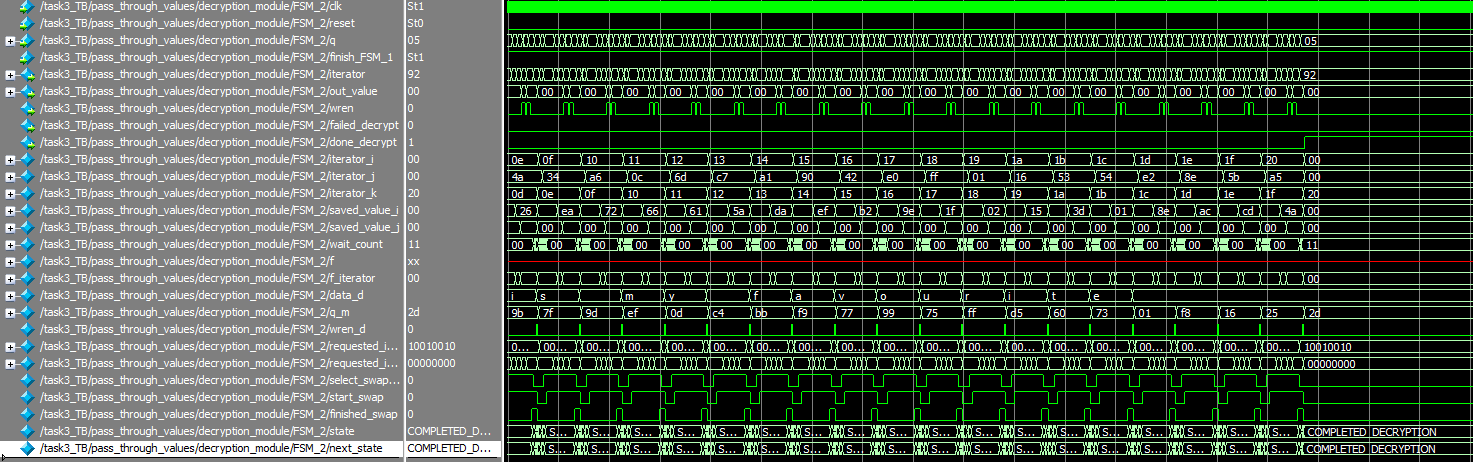 /task3_TB/pass_through_values/decryption_module/FSM_2/clk St1
/task3_TB/pass_through_values/decryption_module/FSM_2/reset St0
/task3_TB/pass_through_values/decryption_module/FSM_2/q 05 05
/task3_TB/pass_through_values/decryption_module/FSM_2/finish_FSM_1 St1
/task3_TB/pass_through_values/decryption_module/FSM_2/iterator 92 92
/task3_TB/pass_through_values/decryption_module/FSM_2/out_value 00 00 00 00 00 00 00 00 00 00 00 00 00 00 00 00 00 00 00 00
/task3_TB/pass_through_values/decryption_module/FSM_2/wren 0
/task3_TB/pass_through_values/decryption_module/FSM_2/failed_decrypt 0
/task3_TB/pass_through_values/decryption_module/FSM_2/done_decrypt 1
/task3_TB/pass_through_values/decryption_module/FSM_2/iterator_i 00 0e 0f 10 11 12 13 14 15 16 17 18 19 1a 1b 1c 1d 1e 1f 20 00
/task3_TB/pass_through_values/decryption_module/FSM_2/iterator_j 00 4a 34 a6 0c 6d c7 a1 90 42 e0 ff 01 16 53 54 e2 8e 5b a5 00
/task3_TB/pass_through_values/decryption_module/FSM_2/iterator_k 20 0d 0e 0f 10 11 12 13 14 15 16 17 18 19 1a 1b 1c 1d 1e 1f 20
/task3_TB/pass_through_values/decryption_module/FSM_2/saved_value_i 00 26 ea 72 66 61 5a da ef b2 9e 1f 02 15 3d 01 8e ac cd 4a 00
/task3_TB/pass_through_values/decryption_module/FSM_2/saved_value_j 00 00 00 00 00 00 00 00 00 00 00 00 00 00 00 00 00 00 00 00
/task3_TB/pass_through_values/decryption_module/FSM_2/wait_count 11 00 00 00 00 00 00 00 00 00 00 00 00 00 00 00 00 00 00 00 11
/task3_TB/pass_through_values/decryption_module/FSM_2/f xx
/task3_TB/pass_through_values/decryption_module/FSM_2/f_iterator 00 00
/task3_TB/pass_through_values/decryption_module/FSM_2/data_d i s m y f a v o u r i t e
/task3_TB/pass_through_values/decryption_module/FSM_2/q_m 2d 9b 7f 9d ef 0d c4 bb f9 77 99 75 ff d5 60 73 01 f8 16 25 2d
/task3_TB/pass_through_values/decryption_module/FSM_2/wren_d 0
/task3_TB/pass_through_values/decryption_module/FSM_2/requested_i... 10010010 0... 00... 00... 00... 00... 00... 00... 00... 00... 00... 00... 00... 00... 00... 00... 00... 00... 00... 00... 10010010
/task3_TB/pass_through_values/decryption_module/FSM_2/requested_i... 00000000 00000000
/task3_TB/pass_through_values/decryption_module/FSM_2/select_swap... 0
/task3_TB/pass_through_values/decryption_module/FSM_2/start_swap 0
/task3_TB/pass_through_values/decryption_module/FSM_2/finished_swap 0
/task3_TB/pass_through_values/decryption_module/FSM_2/state COMPLETED_D... S... S... S... S... S... S... S... S... S... S... S... S... S... S... S... S... S... S... COMPLETED DECRYPTION
/task3_TB/pass_through_values/decryption_module/FSM_2/next_state COMPLETED_D... S... S... S... S... S... S... S... S... S... S... S... S... S... S... S... S... S... S... COMPLETED DECRYPTION